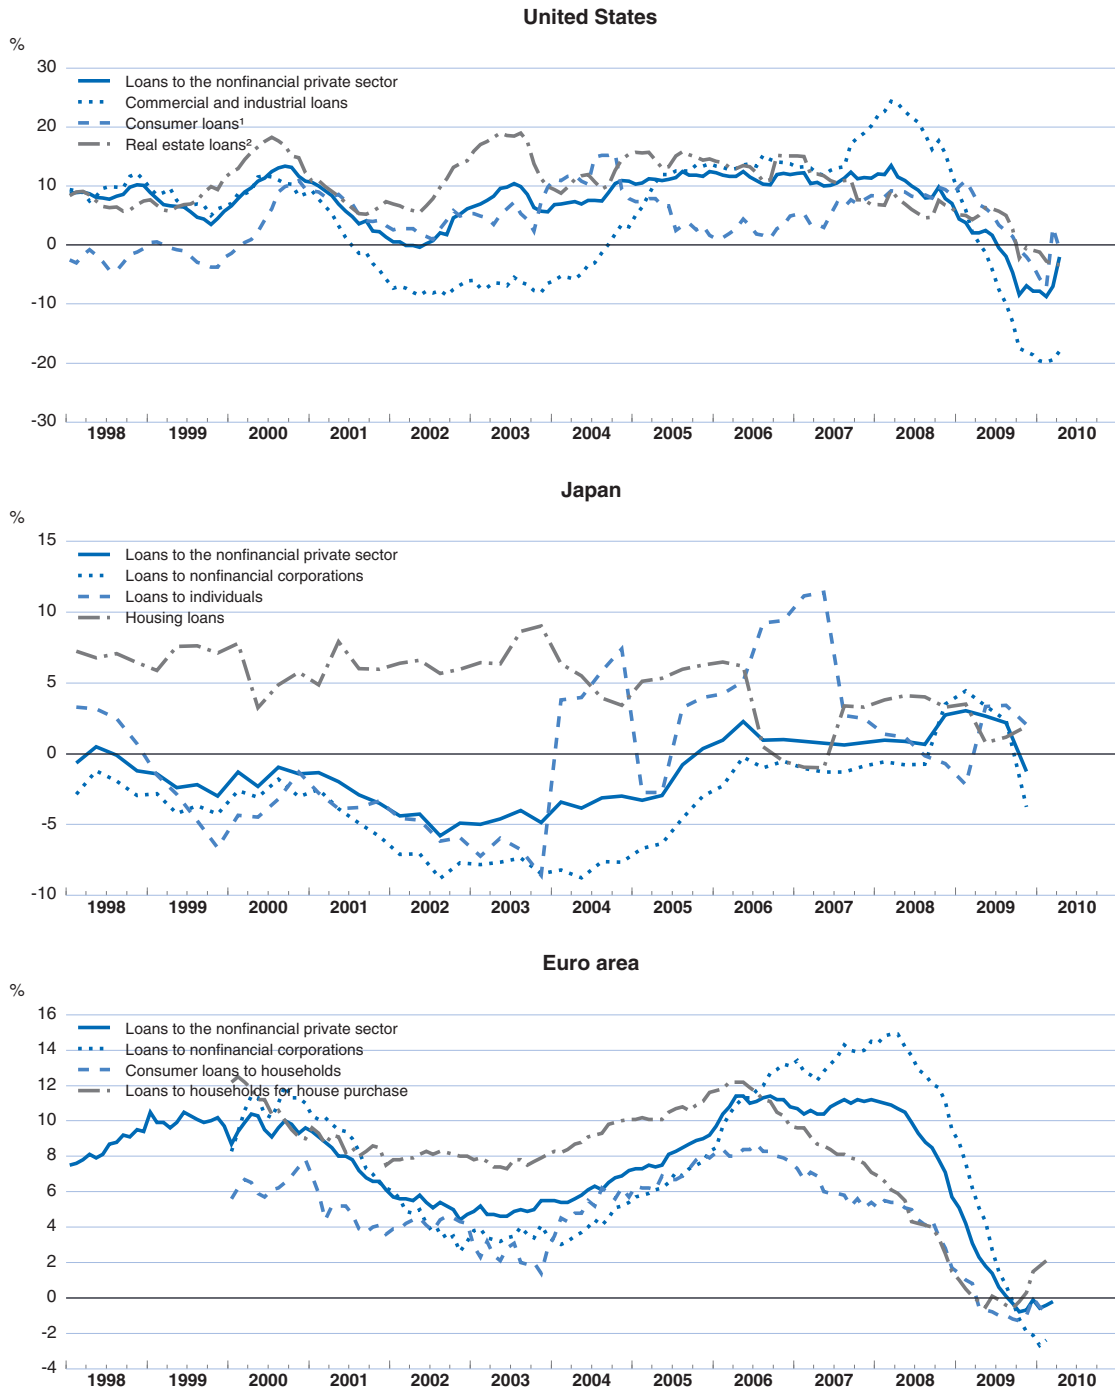 United States
%
30
20
10
0
-10
-20
-30
Loans to the nonfinancial private sector
Commercial and industrial loans
Consumer loans¹
Real estate loans²
1998 1999 2000 2001 2002 2003 2004 2005 2006 2007 2008 2009 2010
Japan
%
15
10
5
0
-5
-10
Loans to the nonfinancial private sector
Loans to nonfinancial corporations
Loans to individuals
Housing loans
1998 1999 2000 2001 2002 2003 2004 2005 2006 2007 2008 2009 2010
Euro area
%
16
14
12
10
8
6
4
2
0
-2
-4
Loans to the nonfinancial private sector
Loans to nonfinancial corporations
Consumer loans to households
Loans to households for house purchase
1998 1999 2000 2001 2002 2003 2004 2005 2006 2007 2008 2009 2010